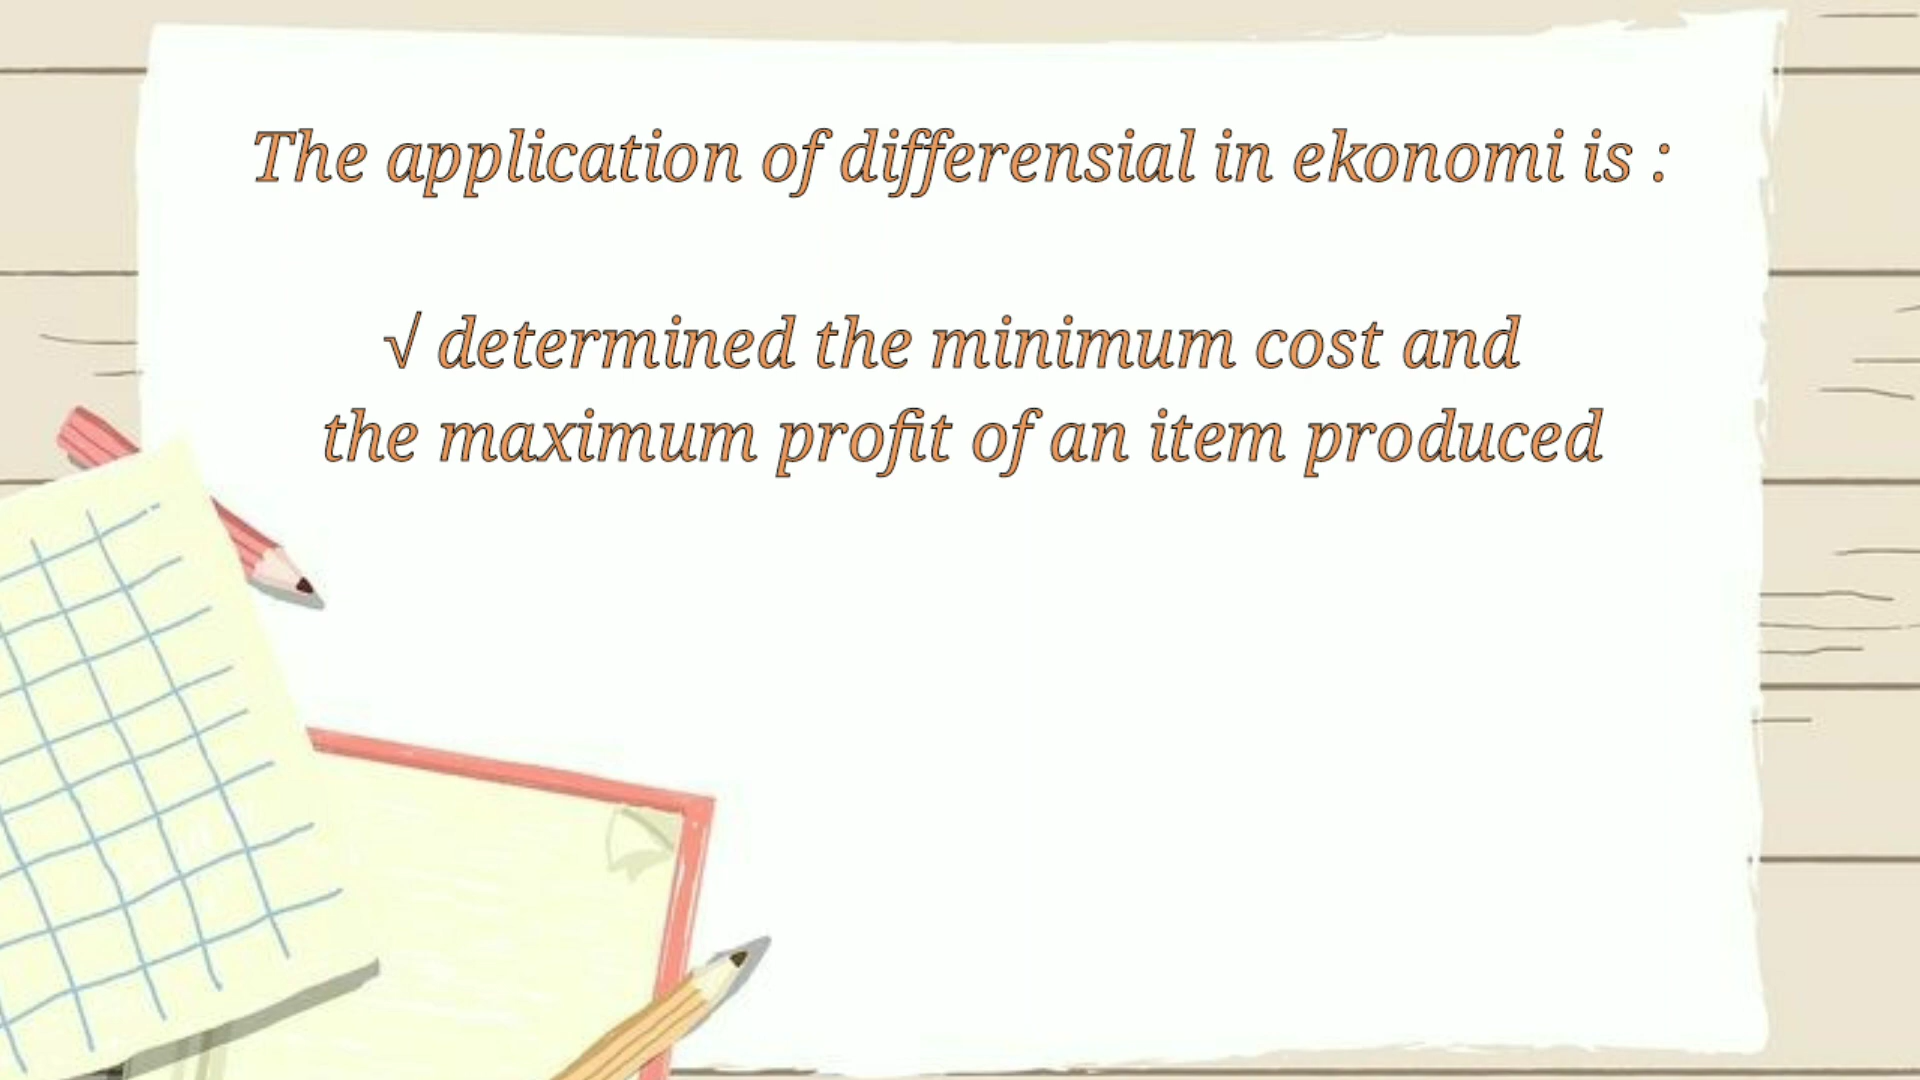 The application of differensial in ekonomi is :
√ determined the minimum cost and
the maximum profit of an item produced